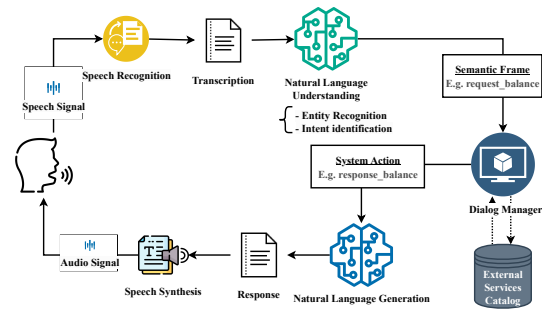 Speech Recognition
Transcription
Natural Language
Understanding
- Entity Recognition
- Intent identification
Semantic Frame
E.g. request_balance
Speech Signal
System Action
E.g. response_balance
Dialog Manager
External
Services
Catalog
Natural Language Generation
Response
T
Speech Synthesis
Audio Signal